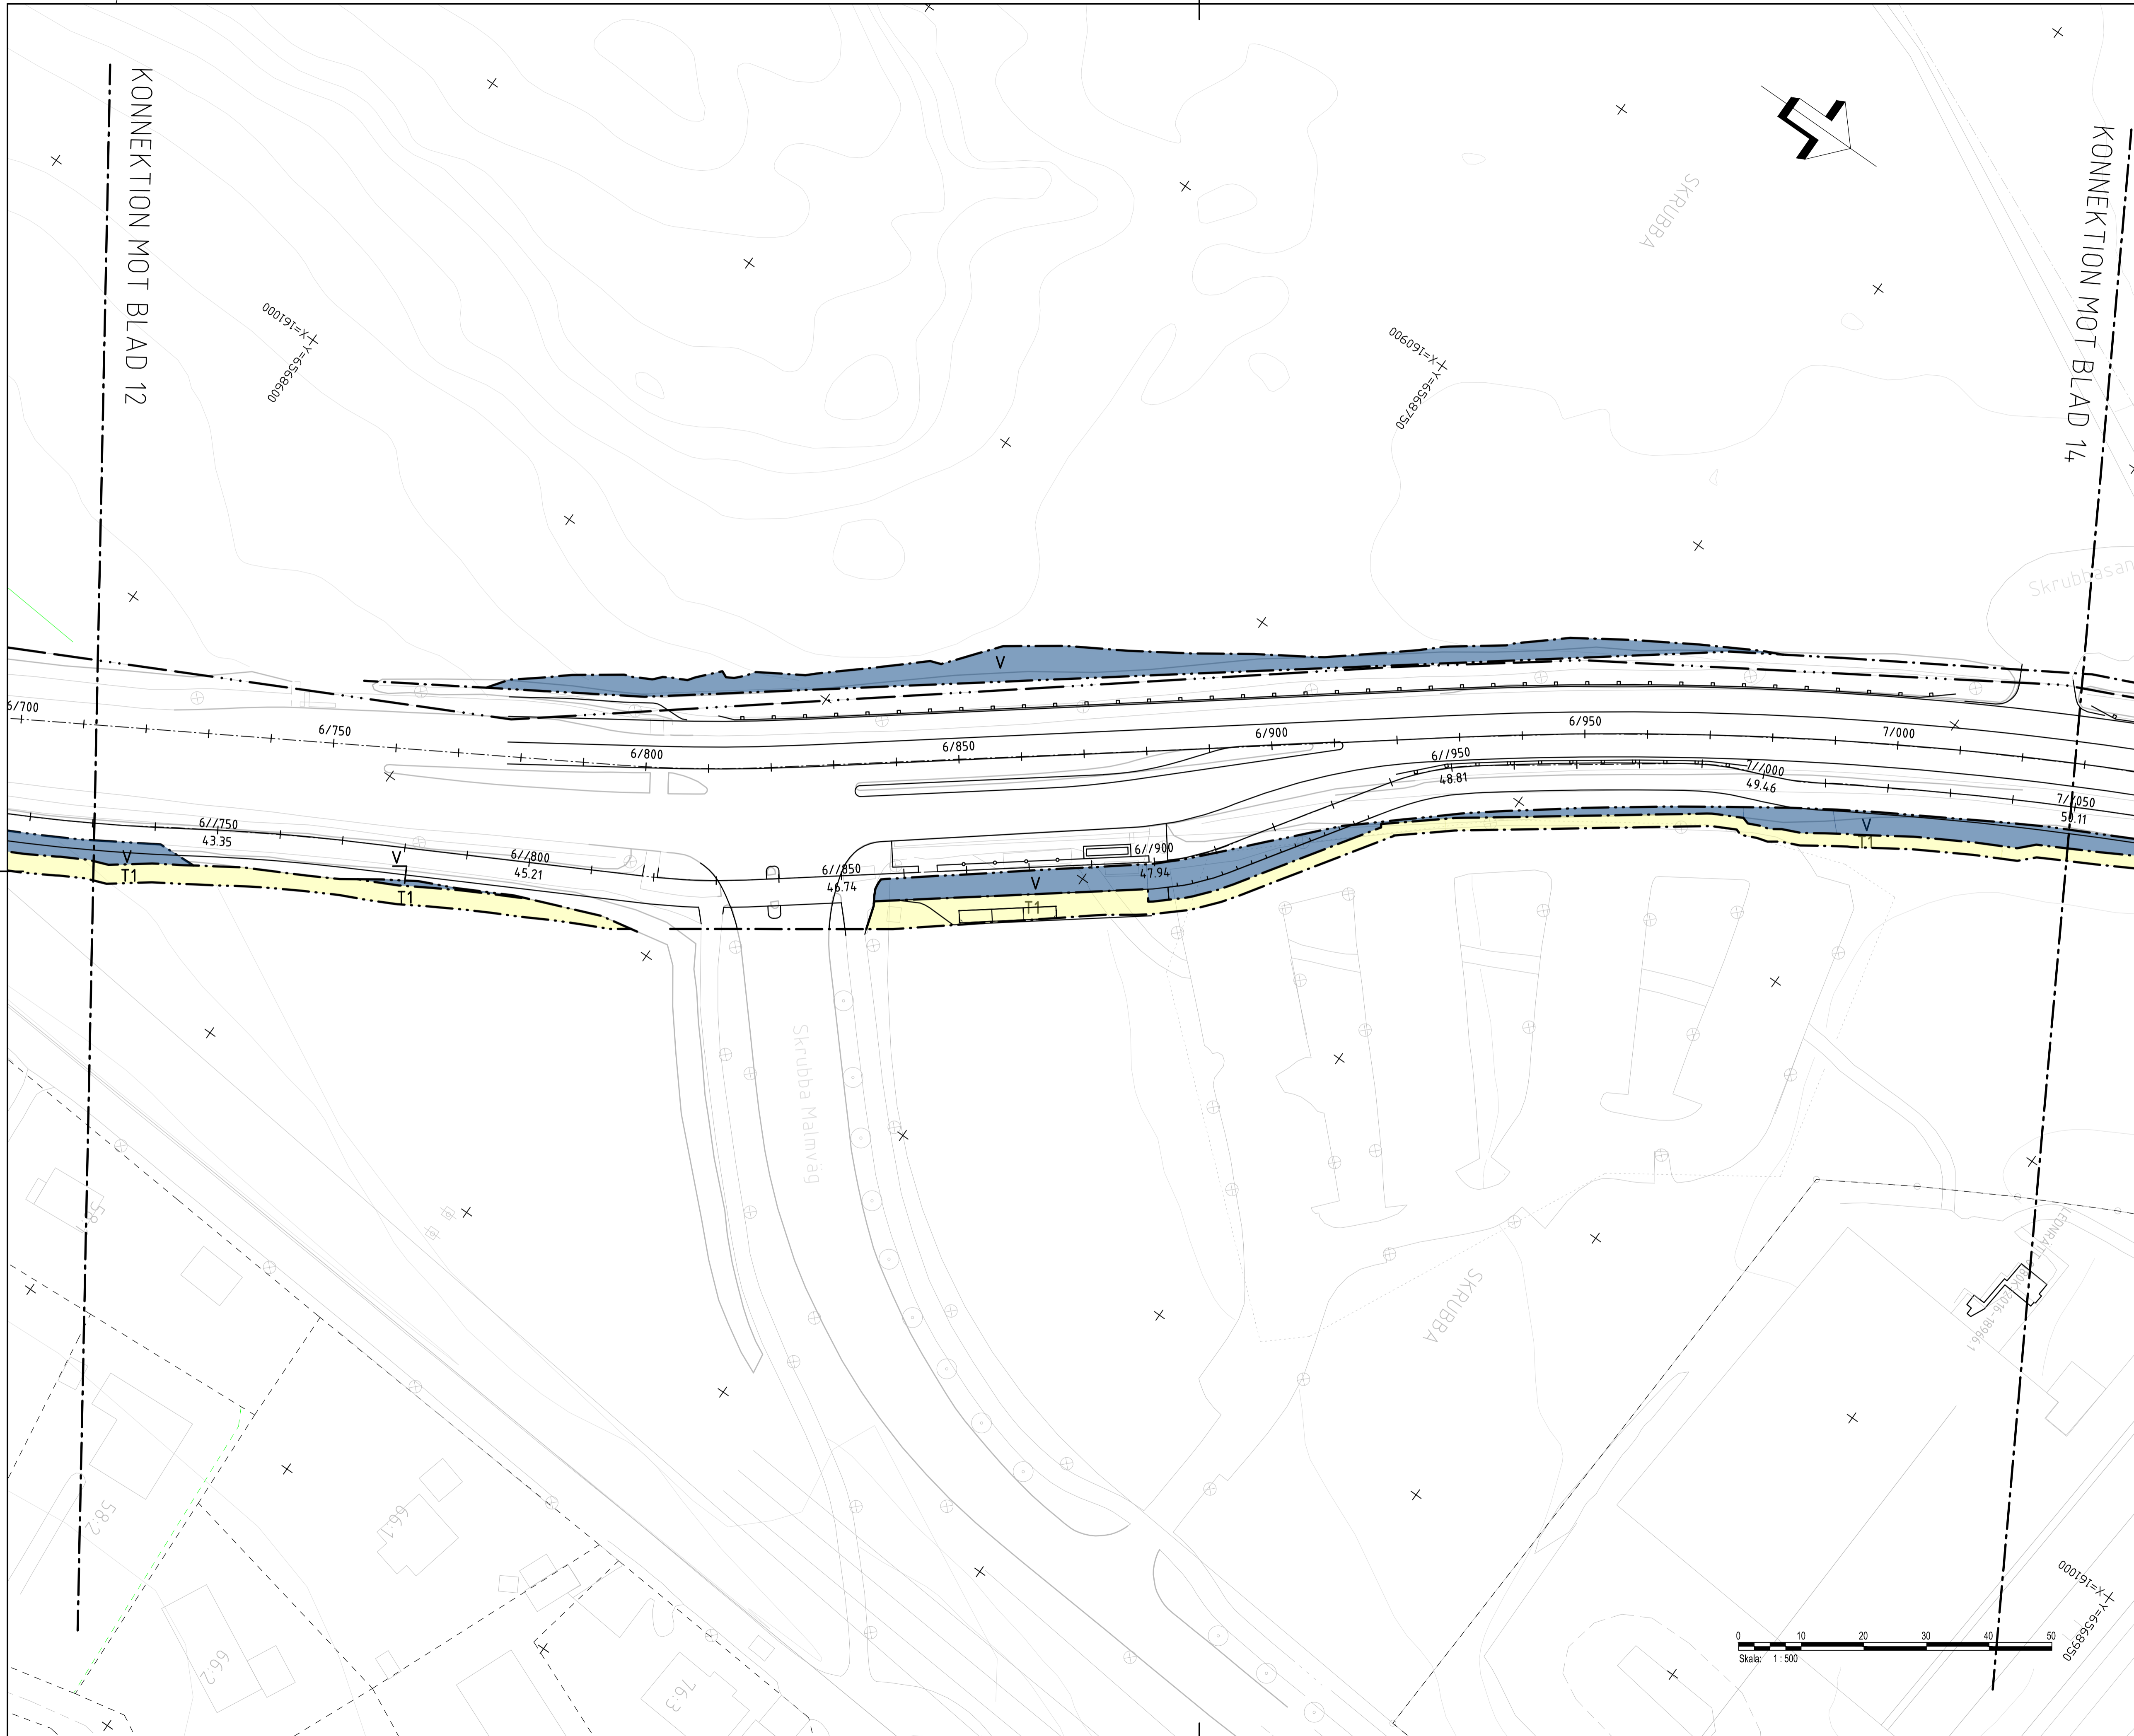 KONNEKTION MOT BLAD 12
KONNEKTION MOT BLAD 14
SKRUBBA
X=161000
Y=6568600
X=160900
Y=6568750
Skrubbasan
6/700
6/750
6/800
6/850
6/900
6/950
7/000
V
6//750
43.35
6//800
45.21
6//850
46.74
6//900
47.94
6//950
48.81
7//000
49.46
7//050
50.11
V
T1
V
T1
V
T1
V
T1
Skrubba Malmväg
SKRUBBA
58:2
66:1
66:2
76:3
X=161000
Y=6568950
0 10 20 30 40 50
Skala: 1 : 500